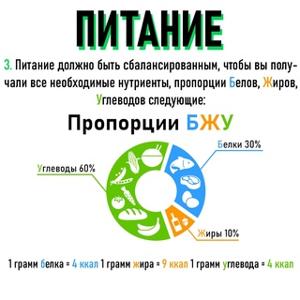 ПИТАНИЕ
3. Питание должно быть сбалансированным, чтобы вы полу-
чали все необходимые нутриенты, пропорции Белов, Жиров,
Углеводов следующие:
Пропорции БЖУ
Белки 30%
Углеводы 60%
Жиры 10%
1 грамм белка = 4 ккал 1 грамм жира = 9 ккал 1 грамм углевода = 4 ккал